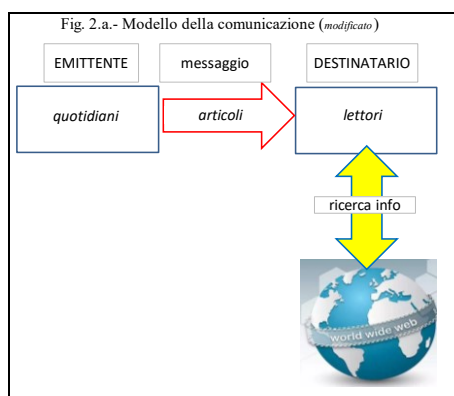 Fig. 2.a.- Modello della comunicazione (modificato)
EMITTENTE messaggio DESTINATARIO
quotidiani articoli lettori
ricerca info
world wide web